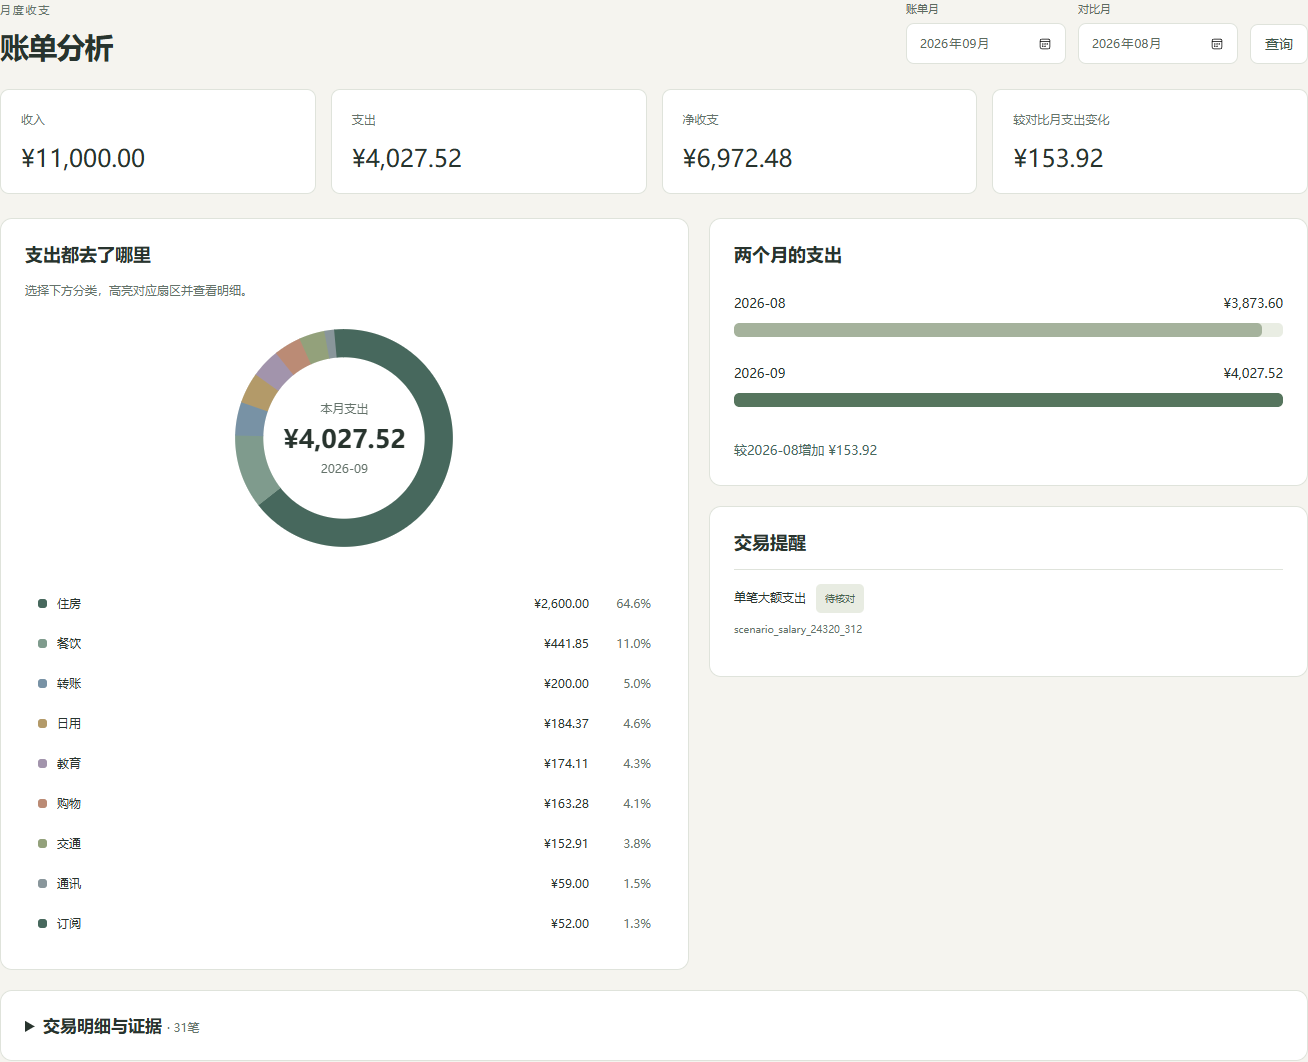 月度收支
账单分析
账单月
对比月
2026年09月
2026年08月
查询
收入
¥11,000.00
支出
¥4,027.52
净收支
¥6,972.48
较对比月支出变化
¥153.92
支出都去了哪里
选择下方分类，高亮对应扇区并查看明细。
本月支出
¥4,027.52
2026-09
住房 ¥2,600.00 64.6%
餐饮 ¥441.85 11.0%
转账 ¥200.00 5.0%
日用 ¥184.37 4.6%
教育 ¥174.11 4.3%
购物 ¥163.28 4.1%
交通 ¥152.91 3.8%
通讯 ¥59.00 1.5%
订阅 ¥52.00 1.3%
两个月的支出
2026-08 ¥3,873.60
2026-09 ¥4,027.52
较2026-08增加 ¥153.92
交易提醒
单笔大额支出 待核对
scenario_salary_24320_312
交易明细与证据 · 31笔